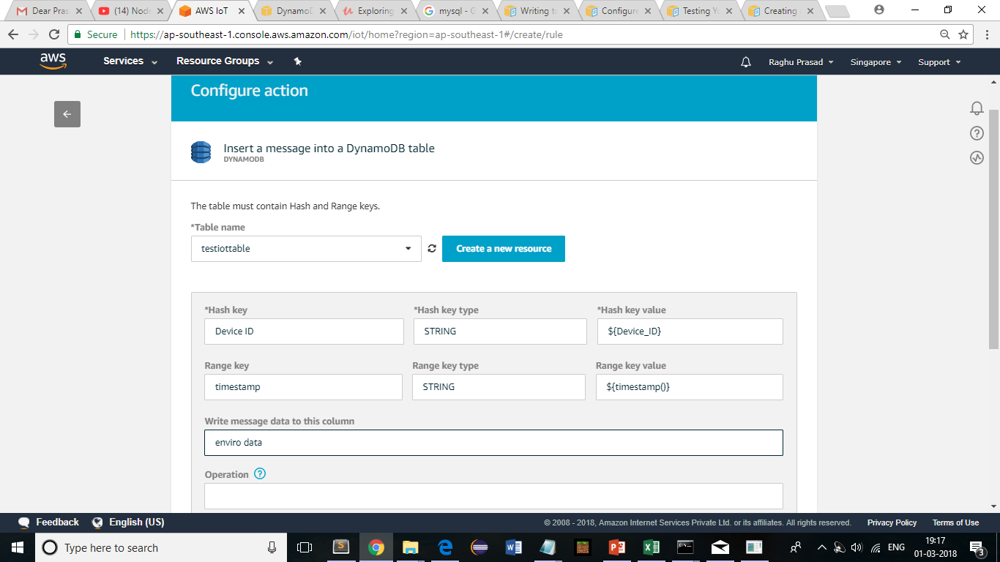 Dear Pras
(14) Node
AWS IoT
DynamoD
Exploring
mysql - G
Writing t
Configure
Testing Y
Creating
Secure
https://ap-southeast-1.console.aws.amazon.com/iot/home?region=ap-southeast-1#/create/rule
aws Services Resource Groups Raghu Prasad Singapore Support
Configure action
Insert a message into a DynamoDB table
DYNAMODB
The table must contain Hash and Range keys.
*Table name
testiottable Create a new resource
*Hash key *Hash key type *Hash key value
Device ID STRING ${Device_ID}
Range key Range key type Range key value
timestamp STRING ${timestamp()}
Write message data to this column
enviro data
Operation ?
Feedback English (US) © 2008 - 2018, Amazon Internet Services Private Ltd. or its affiliates. All rights reserved. Privacy Policy Terms of Use
Type here to search ENG 19:17
01-03-2018 3